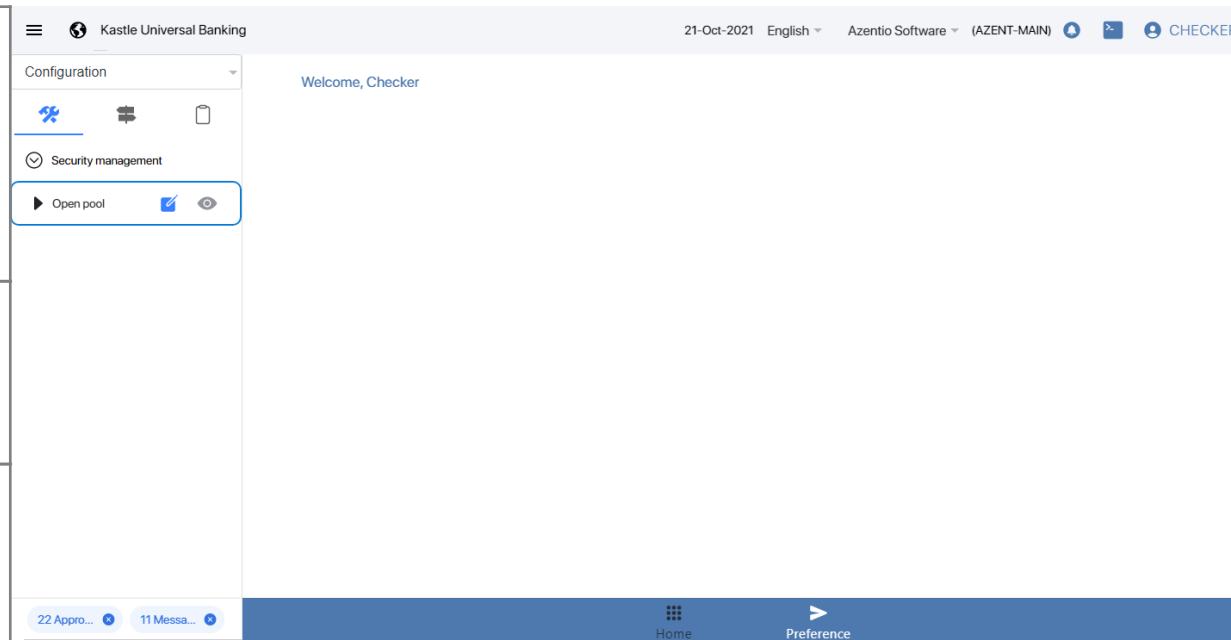 Kastle Universal Banking 21-Oct-2021 English Azentio Software (AZENT-MAIN) CHECKER
Configuration
Welcome, Checker
Security management
Open pool
22 Appro... 11 Messa...
Home Preference